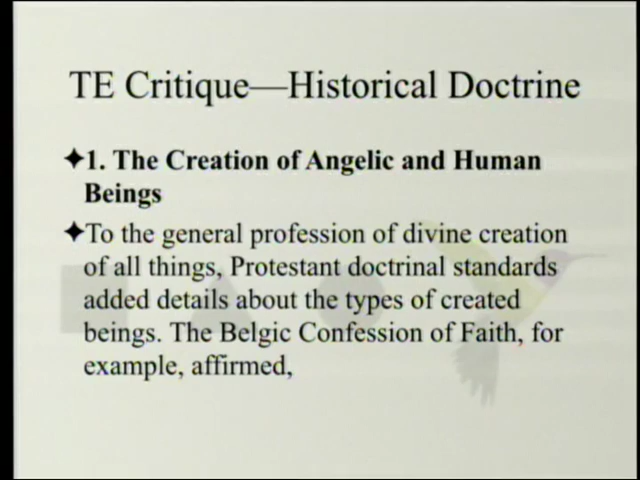 TE Critique—Historical Doctrine
✦1. The Creation of Angelic and Human
Beings
✦To the general profession of divine creation
of all things, Protestant doctrinal standards
added details about the types of created
beings. The Belgic Confession of Faith, for
example, affirmed,